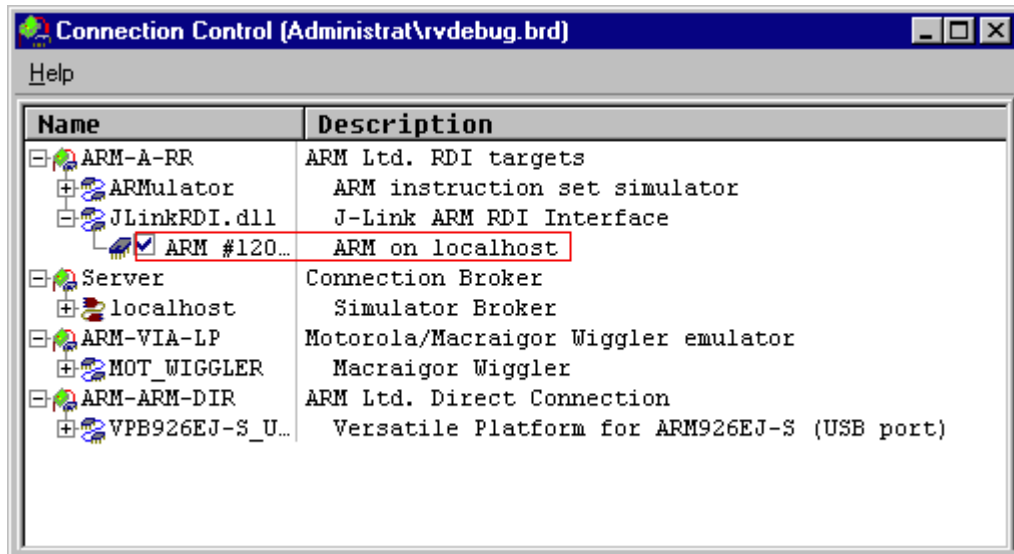 Connection Control (Administrat\rvdebug.brd)
Help
Name Description
ARM-A-RR ARM Ltd. RDI targets
ARMulator ARM instruction set simulator
JLinkRDI.dll J-Link ARM RDI Interface
ARM #120… ARM on localhost
Server Connection Broker
localhost Simulator Broker
ARM-VIA-LP Motorola/Macraigor Wiggler emulator
MOT_WIGGLER Macraigor Wiggler
ARM-ARM-DIR ARM Ltd. Direct Connection
VPB926EJ-S_U… Versatile Platform for ARM926EJ-S (USB port)